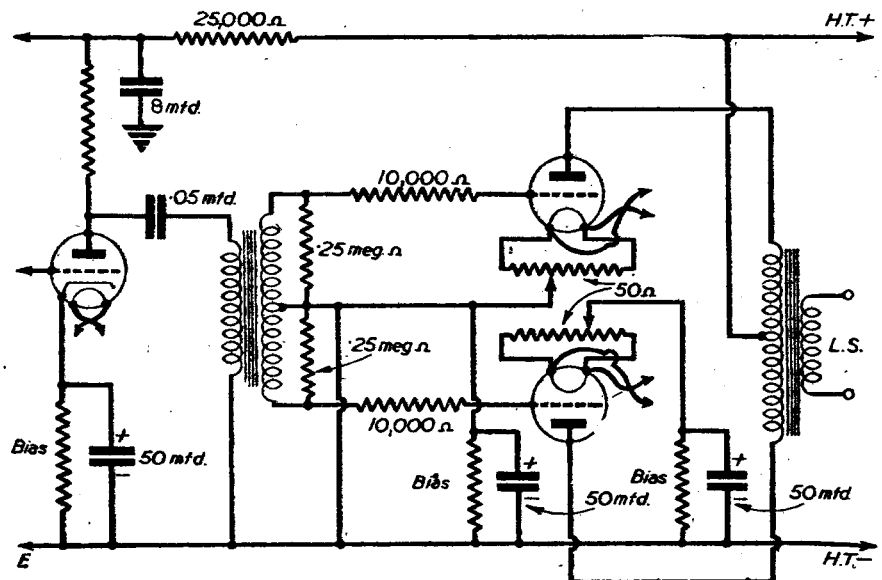 25,000 Ω
H.T.+
8 mfd.
.05 mfd.
10,000 Ω
.25 meg.Ω
50 Ω
.25 meg Ω
L.S.
10,000 Ω
Bias
+
50 mfd.
-
Bias
+
-
50 mfd.
Bias
+
-
50 mfd
E
H.T.-